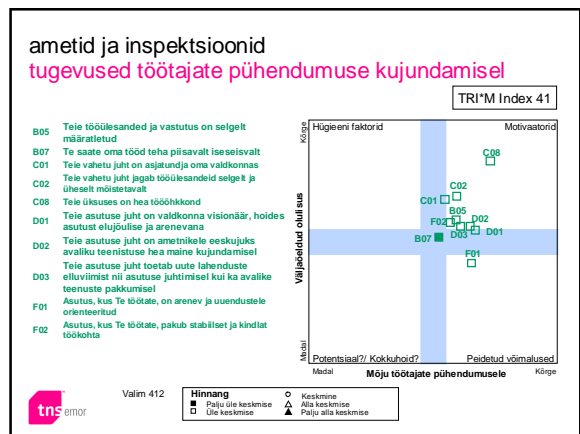 ametid ja inspektsioonid
tugevused töötajate pühendumuse kujundamisel
TRI*M Index 41
B05 Teie tööülesanded ja vastutus on selgelt
määratletud
B07 Te saate oma tööd teha piisavalt iseseisvalt
C01 Teie vahetu juht on asjatundja oma valdkonnas
C02 Teie vahetu juht jagab tööülesandeid selgelt ja
üheselt mõistetavalt
C08 Teie üksuses on hea tööõhkkond
D01 Teie asutuse juht on valdkonna visionäär, hoides
asutust elujõulise ja arenevana
D02 Teie asutuse juht on ametnikele eeskujuks
avaliku teenistuse hea maine kujundamisel
D03 Teie asutuse juht toetab uute lahenduste
elluviimist nii asutuse juhtimisel kui ka avalike
teenuste pakkumisel
F01 Asutus, kus Te töötate, on arenev ja uuendustele
orienteeritud
F02 Asutus, kus Te töötate, pakub stabiilset ja kindlat
töökohta
Kõrge
Väljaöeldud olulisus
Madal
Hügieeni faktorid
Motivaatorid
C08
C02
C01
B05
F02
D02
D01
D03
B07
F01
Potentsiaal?/ Kokkuhoid?
Peidetud võimalused
Madal
Mõju töötajate pühendumusele
Kõrge
Valim 412
Hinnang
Palju üle keskmise
Üle keskmise
Keskmine
Alla keskmise
Palju alla keskmise
tns emor